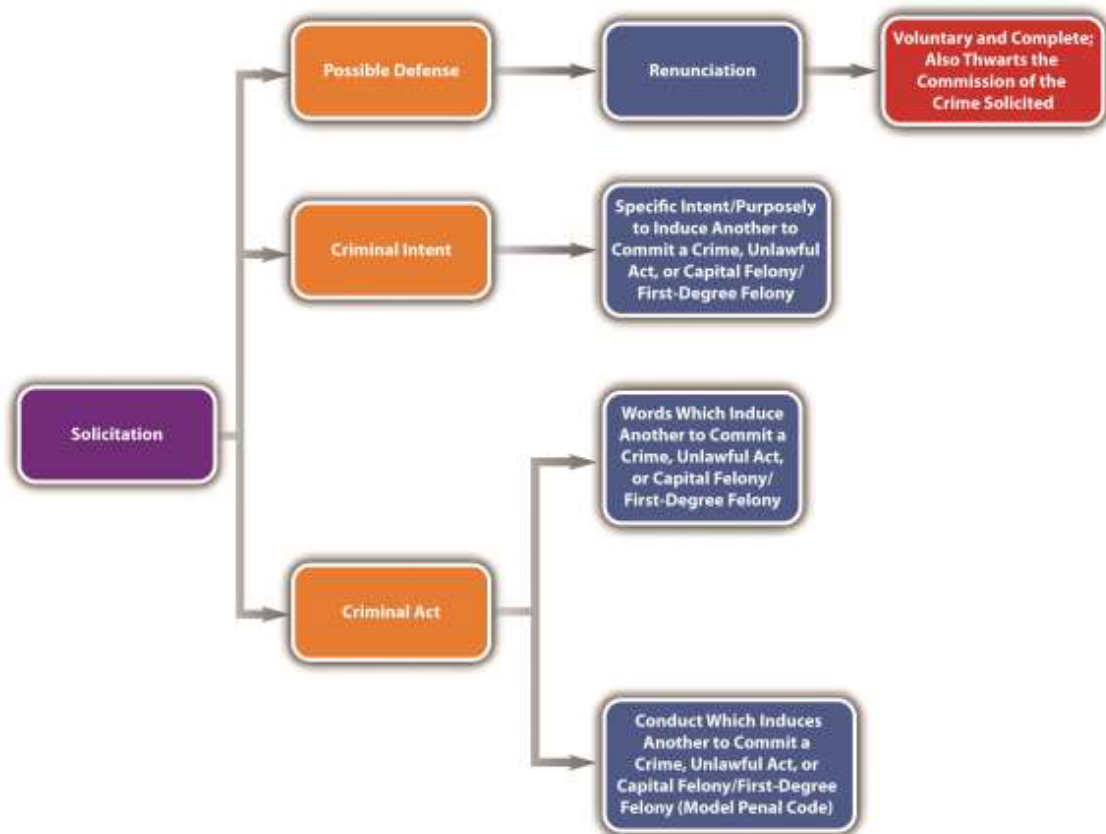 Possible Defense
Renunciation
Voluntary and Complete;
Also Thwarts the
Commission of the
Crime Solicited
Criminal Intent
Specific Intent/Purposely
to Induce Another to
Commit a Crime, Unlawful
Act, or Capital Felony/
First-Degree Felony
Solicitation
Words Which Induce
Another to Commit a
Crime, Unlawful Act,
or Capital Felony/
First-Degree Felony
Criminal Act
Conduct Which Induces
Another to Commit a
Crime, Unlawful Act, or
Capital Felony/First-Degree
Felony (Model Penal Code)